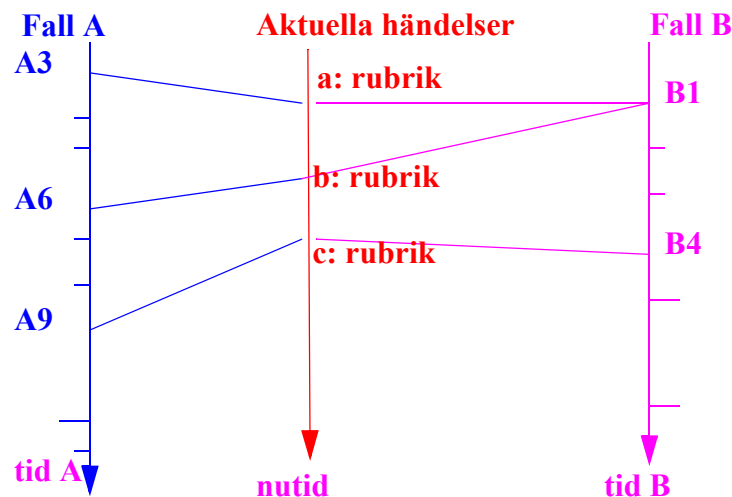 Fall A
Aktuella händelser
Fall B
A3
a: rubrik
B1
b: rubrik
A6
B4
c: rubrik
A9
tid A
nutid
tid B